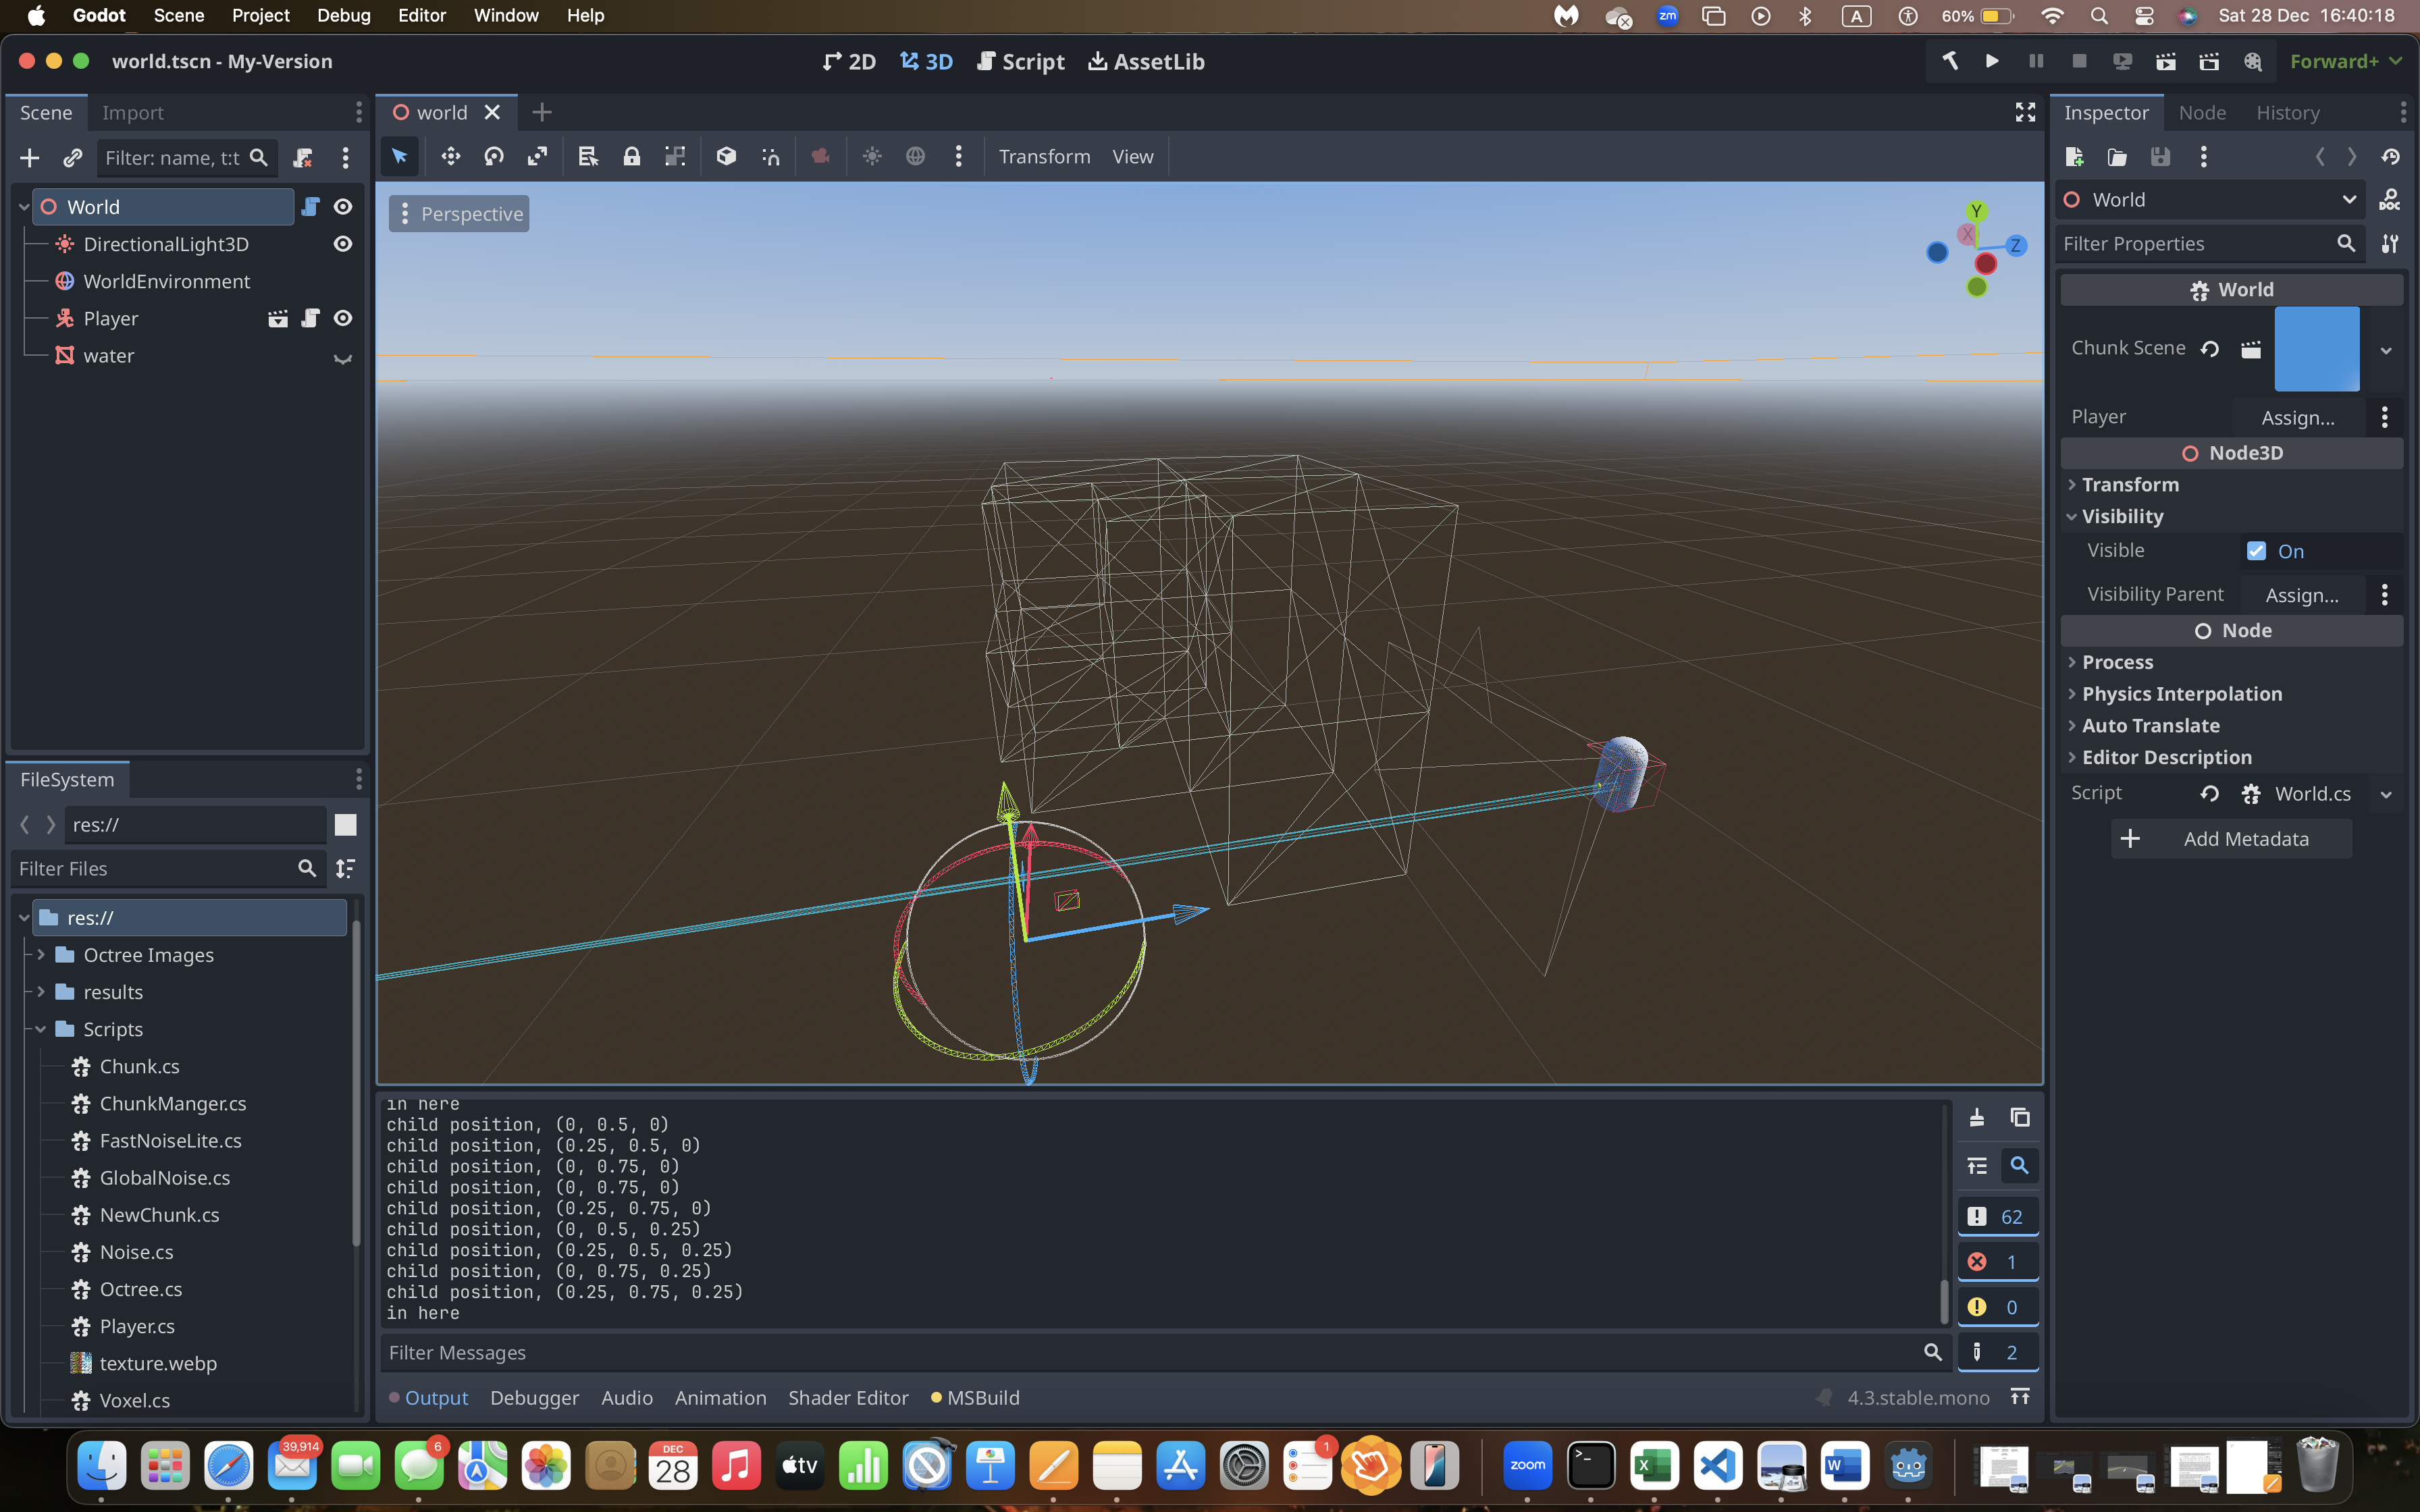 Godot Scene Project Debug Editor Window Help
zm A 60% Sat 28 Dec 16:40:18
world.tscn - My-Version
2D 3D Script AssetLib
Forward+
Scene Import
Filter: name, t:t
World
DirectionalLight3D
WorldEnvironment
Player
water
FileSystem
res://
Filter Files
res://
Octree Images
results
Scripts
Chunk.cs
ChunkManger.cs
FastNoiseLite.cs
GlobalNoise.cs
NewChunk.cs
Noise.cs
Octree.cs
Player.cs
texture.webp
Voxel.cs
world
Transform View
Perspective
Y
X
Z
in here
child position, (0, 0.5, 0)
child position, (0.25, 0.5, 0)
child position, (0, 0.75, 0)
child position, (0, 0.75, 0)
child position, (0.25, 0.75, 0)
child position, (0, 0.5, 0.25)
child position, (0.25, 0.5, 0.25)
child position, (0, 0.75, 0.25)
child position, (0.25, 0.75, 0.25)
in here
62
1
0
2
Filter Messages
Output Debugger Audio Animation Shader Editor MSBuild
4.3.stable.mono
Inspector Node History
World
DOC
Filter Properties
World
Chunk Scene
Player Assign...
Node3D
Transform
Visibility
Visible On
Visibility Parent Assign...
Node
Process
Physics Interpolation
Auto Translate
Editor Description
Script World.cs
Add Metadata
39,914
6
DEC
28
tv
1
zoom
X
W